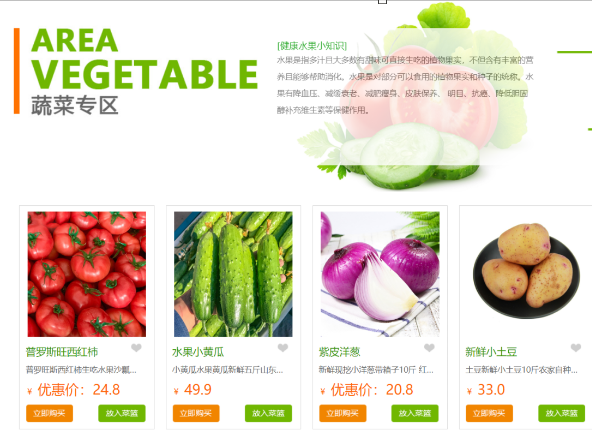 AREA
VEGETABLE
蔬菜专区
[健康水果小知识]
水果是指多汁且大多数有甜味可直接生吃的植物果实，不但含有丰富的营
养且能够帮助消化。水果是对部分可以食用的植物果实和种子的统称。水
果有降血压、减缓衰老、减肥瘦身、皮肤保养、 明目、抗癌、降低胆固
醇补充维生素等保健作用。
普罗斯旺西红柿
普罗斯旺西红柿生吃水果沙瓤...
￥ 优惠价：24.8
立即购买 放入菜篮
水果小黄瓜
小黄瓜水果黄瓜新鲜五斤山东...
￥ 49.9
立即购买 放入菜篮
紫皮洋葱
新鲜现挖小洋葱带箱子10斤 红...
￥ 优惠价：20.8
立即购买 放入菜篮
新鲜小土豆
土豆新鲜小土豆10斤农家自种...
￥ 33.0
立即购买 放入菜篮